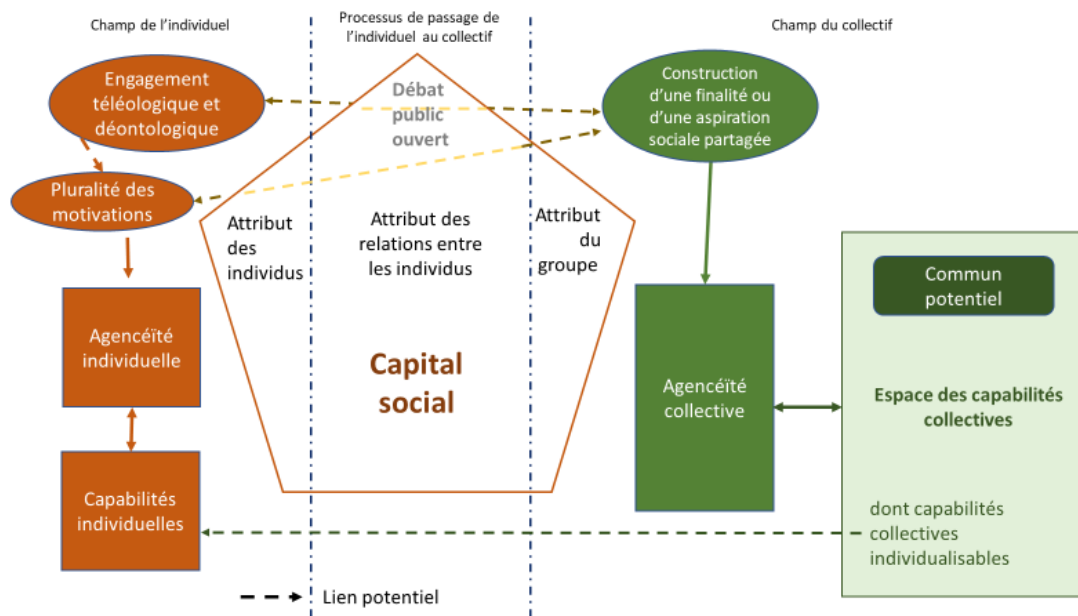 Champ de l’individuel
Processus de passage de
l’individuel au collectif
Champ du collectif
Engagement
téléologique et
déontologique
Débat
public
ouvert
Construction
d’une finalité ou
d’une aspiration
sociale partagée
Pluralité des
motivations
Attribut
des
individus
Attribut des
relations entre
les individus
Attribut
du
groupe
Commun
potentiel
Agencéïté
individuelle
Capital
social
Agencéïté
collective
Espace des capabilités
collectives
Capabilités
individuelles
dont capabilités
collectives
individualisables
Lien potentiel